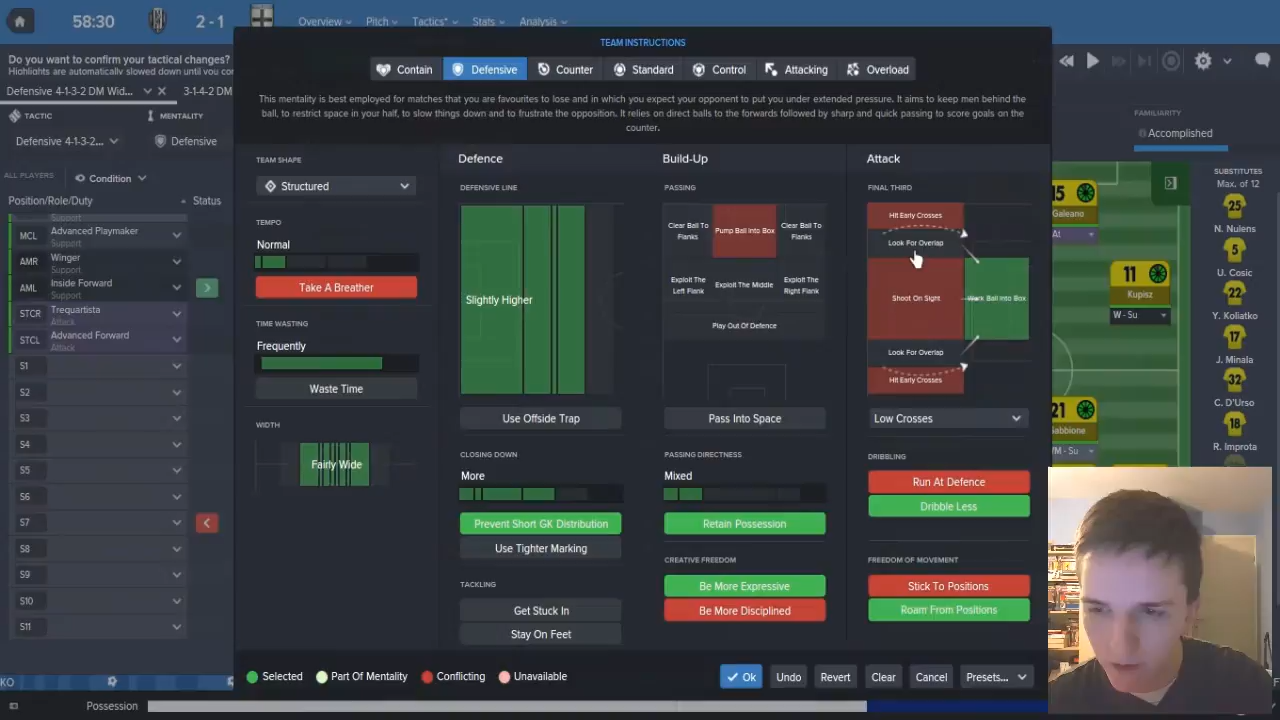 58:30
2 - 1
Overview
Pitch
Tactics*
Stats
Analysis
Do you want to confirm your tactical changes?
Highlights are automatically slowed down until you con
Defensive 4-1-3-2 DM Wid...
3-1-4-2 DM
TACTIC
MENTALITY
Defensive 4-1-3-2...
Defensive
ALL PLAYERS
Condition
Position/Role/Duty
Status
Support
MCL
Advanced Playmaker
Support
AMR
Winger
Support
AML
Inside Forward
Support
STCR
Trequartista
Attack
STCL
Advanced Forward
Attack
S1
S2
S3
S4
S5
S6
S7
S8
S9
S10
S11
KO
Possession
TEAM INSTRUCTIONS
Contain
Defensive
Counter
Standard
Control
Attacking
Overload
This mentality is best employed for matches that you are favourites to lose and in which you expect your opponent to put you under extended pressure. It aims to keep men behind the
ball, to restrict space in your half, to slow things down and to frustrate the opposition. It relies on direct balls to the forwards followed by sharp and quick passing to score goals on the
counter.
TEAM SHAPE
Structured
TEMPO
Normal
Take A Breather
TIME WASTING
Frequently
Waste Time
WIDTH
Fairly Wide
Defence
DEFENSIVE LINE
Slightly Higher
Use Offside Trap
CLOSING DOWN
More
Prevent Short GK Distribution
Use Tighter Marking
TACKLING
Get Stuck In
Stay On Feet
Build-Up
PASSING
Clear Ball To
Flanks
Pump Ball Into Box
Clear Ball To
Flanks
Exploit The
Left Flank
Exploit The Middle
Exploit The
Right Flank
Play Out Of Defence
Pass Into Space
PASSING DIRECTNESS
Mixed
Retain Possession
CREATIVE FREEDOM
Be More Expressive
Be More Disciplined
Attack
FINAL THIRD
Hit Early Crosses
Look For Overlap
Shoot On Sight
Work Ball Into Box
Look For Overlap
Hit Early Crosses
Low Crosses
DRIBBLING
Run At Defence
Dribble Less
FREEDOM OF MOVEMENT
Stick To Positions
Roam From Positions
Selected
Part Of Mentality
Conflicting
Unavailable
Ok
Undo
Revert
Clear
Cancel
Presets...
FAMILIARITY
Accomplished
SUBSTITUTES
Max. of 12
15
Galeano
At
11
Kupisz
W - Su
21
Gabbione
/M - Su
25
N. Nulens
5
U. Cosic
22
Y. Koliatko
17
J. Minala
32
C. D'Urso
18
R. Improta